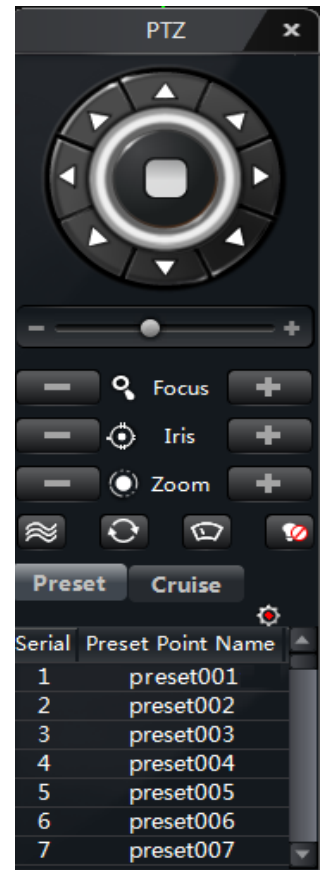 PTZ
Focus
Iris
Zoom
Preset Cruise
Serial Preset Point Name
1 preset001
2 preset002
3 preset003
4 preset004
5 preset005
6 preset006
7 preset007